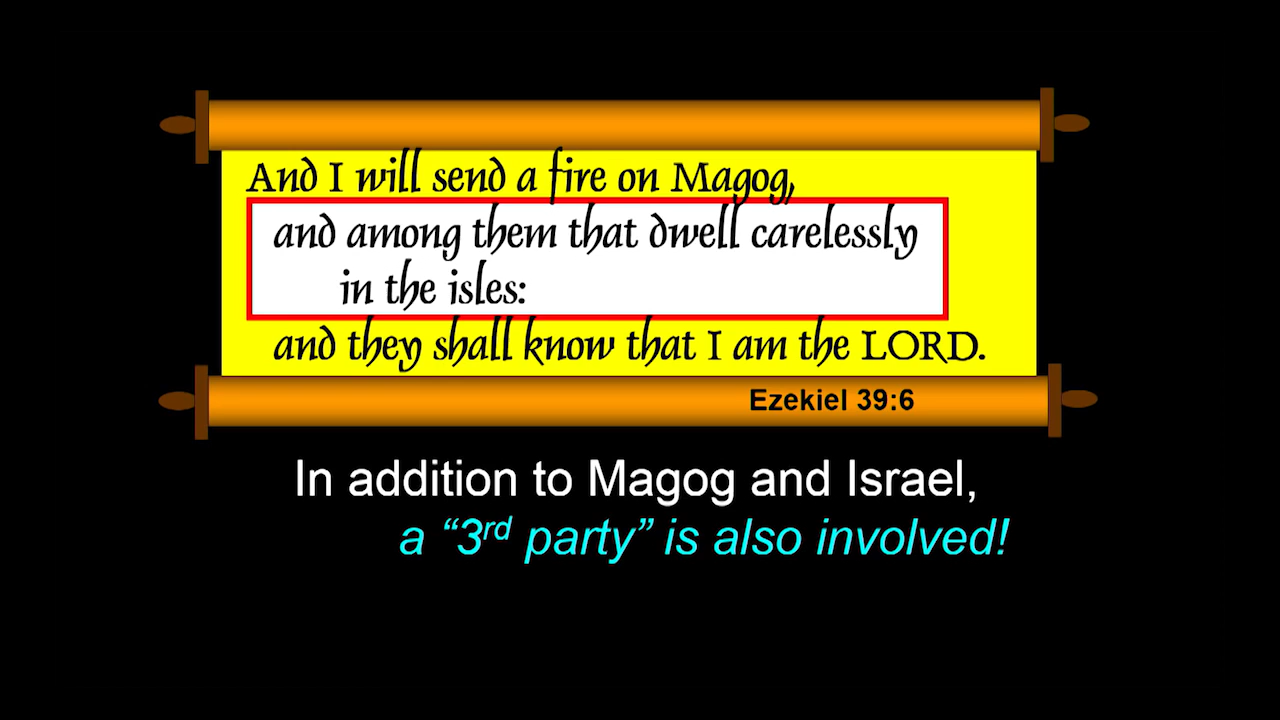 And I will send a fire on Magog,
and among them that dwell carelessly
in the isles:
and they shall know that I am the LORD.
Ezekiel 39:6
In addition to Magog and Israel,
a “3rd party” is also involved!